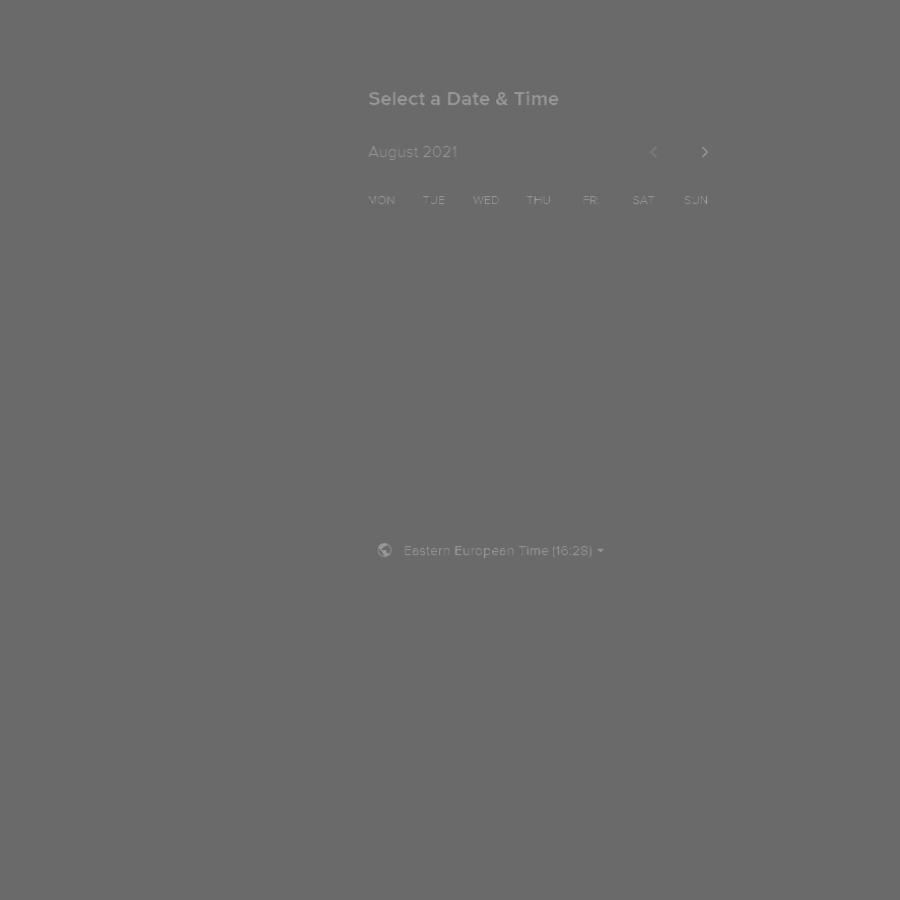 Select a Date & Time
August 2021
MON TUE WED THU FRI SAT SUN
Eastern European Time (16:28)